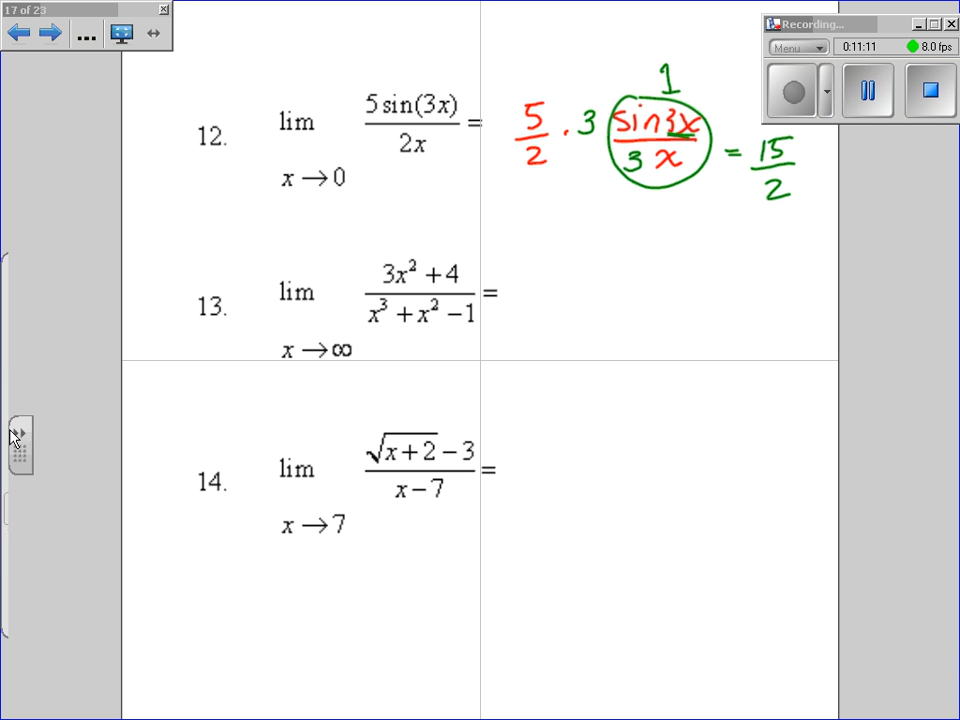 17 of 23
Recording...
Menu
0:11:11
8.0 fps
12. lim x→0 5 sin(3x) / 2x = 5/2 · 3 sin3x / 3x 1 = 15/2
13. lim x→∞ 3x² + 4 / x³ + x² − 1 =
14. lim x→7 √x+2 − 3 / x − 7 =